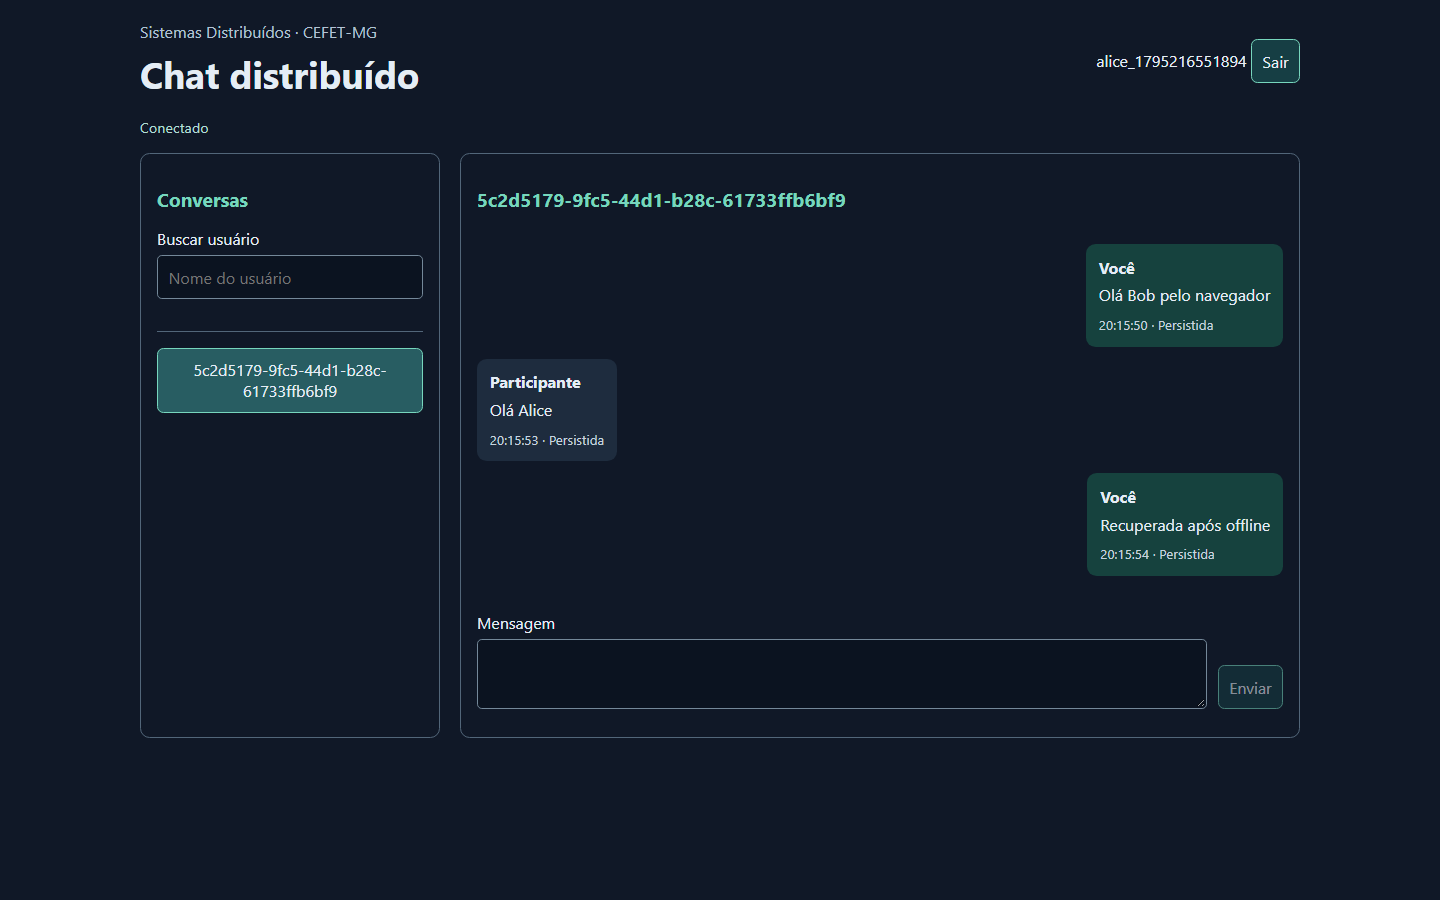 Sistemas Distribuídos · CEFET-MG
Chat distribuído
alice_1795216551894
Sair
Conectado
Conversas
Buscar usuário
Nome do usuário
5c2d5179-9fc5-44d1-b28c-
61733ffb6bf9
5c2d5179-9fc5-44d1-b28c-61733ffb6bf9
Você
Olá Bob pelo navegador
20:15:50 · Persistida
Participante
Olá Alice
20:15:53 · Persistida
Você
Recuperada após offline
20:15:54 · Persistida
Mensagem
Enviar